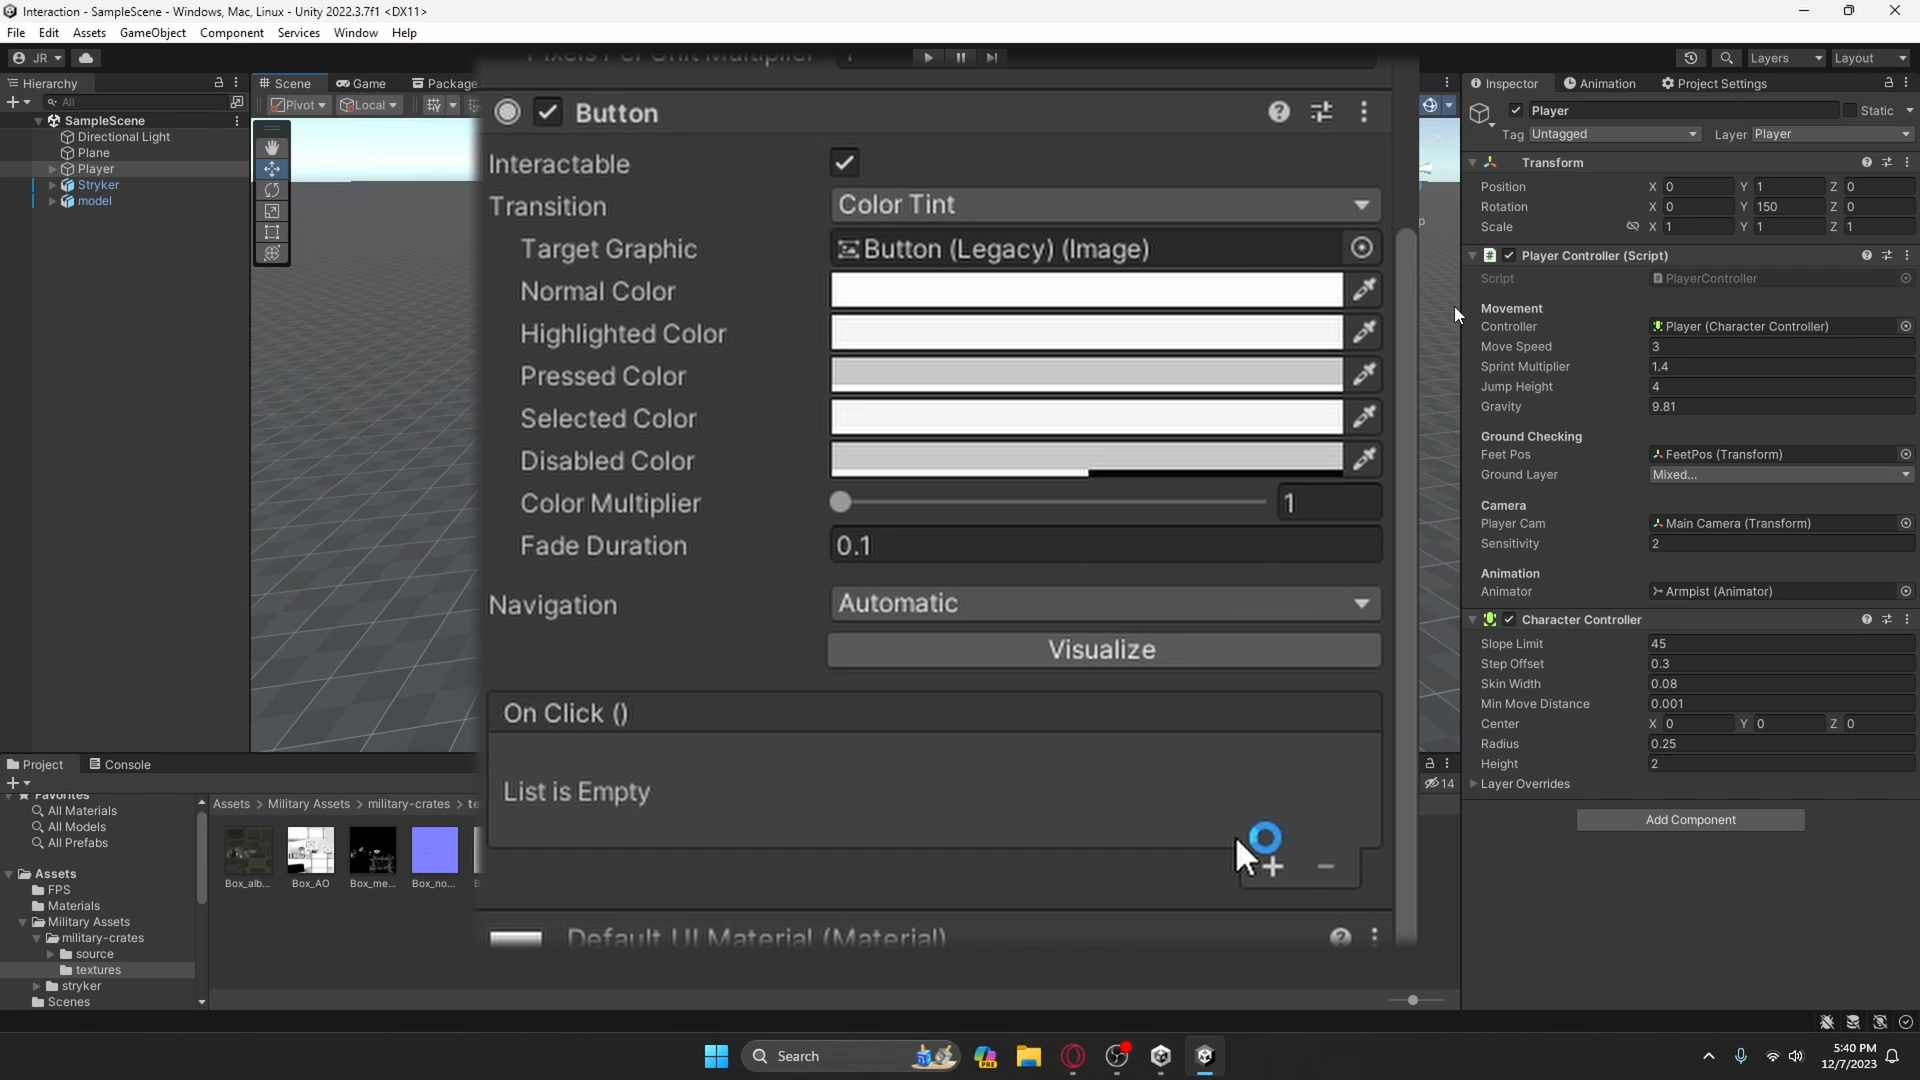 Interaction - SampleScene - Windows, Mac, Linux - Unity 2022.3.7f1 <DX11>
File Edit Assets GameObject Component Services Window Help
JR
Layers Layout
Hierarchy
Scene Game Package
Inspector Animation Project Settings
All
Pivot Local
SampleScene
Directional Light
Plane
Player
Stryker
model
Pixels Per Unit Multiplier
Button
Interactable
Transition Color Tint
Target Graphic Button (Legacy) (Image)
Normal Color
Highlighted Color
Pressed Color
Selected Color
Disabled Color
Color Multiplier 1
Fade Duration 0.1
Navigation Automatic
Visualize
On Click ()
List is Empty
Default UI Material (Material)
Player Static
Tag Untagged Layer Player
Transform
Position X 0 Y 1 Z 0
Rotation X 0 Y 150 Z 0
Scale X 1 Y 1 Z 1
Player Controller (Script)
Script PlayerController
Movement
Controller Player (Character Controller)
Move Speed 3
Sprint Multiplier 1.4
Jump Height 4
Gravity 9.81
Ground Checking
Feet Pos FeetPos (Transform)
Ground Layer Mixed...
Camera
Player Cam Main Camera (Transform)
Sensitivity 2
Animation
Animator Armpist (Animator)
Character Controller
Slope Limit 45
Step Offset 0.3
Skin Width 0.08
Min Move Distance 0.001
Center X 0 Y 0 Z 0
Radius 0.25
Height 2
Layer Overrides
Add Component
Project Console
14
Favorites
All Materials
All Models
All Prefabs
Assets
FPS
Materials
Military Assets
military-crates
source
textures
stryker
Scenes
Assets > Military Assets > military-crates > te
Box_alb... Box_AO Box_me... Box_no...
Search
PRE
5:40 PM
12/7/2023